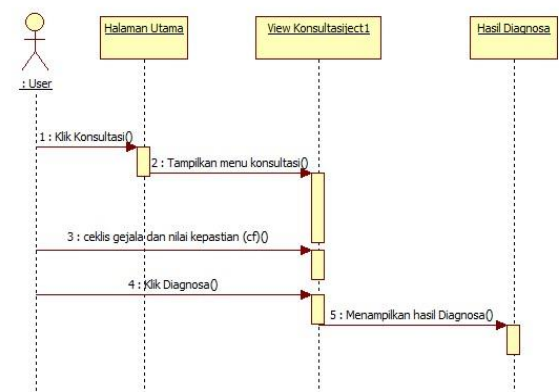 Halaman Utama
View Konsultasiject1
Hasil Diagnosa
: User
1 : Klik Konsultasi()
2 : Tampilkan menu konsultasi()
3 : ceklis gejala dan nilai kepastian (cf)()
4 : Klik Diagnosa()
5 : Menampilkan hasil Diagnosa()